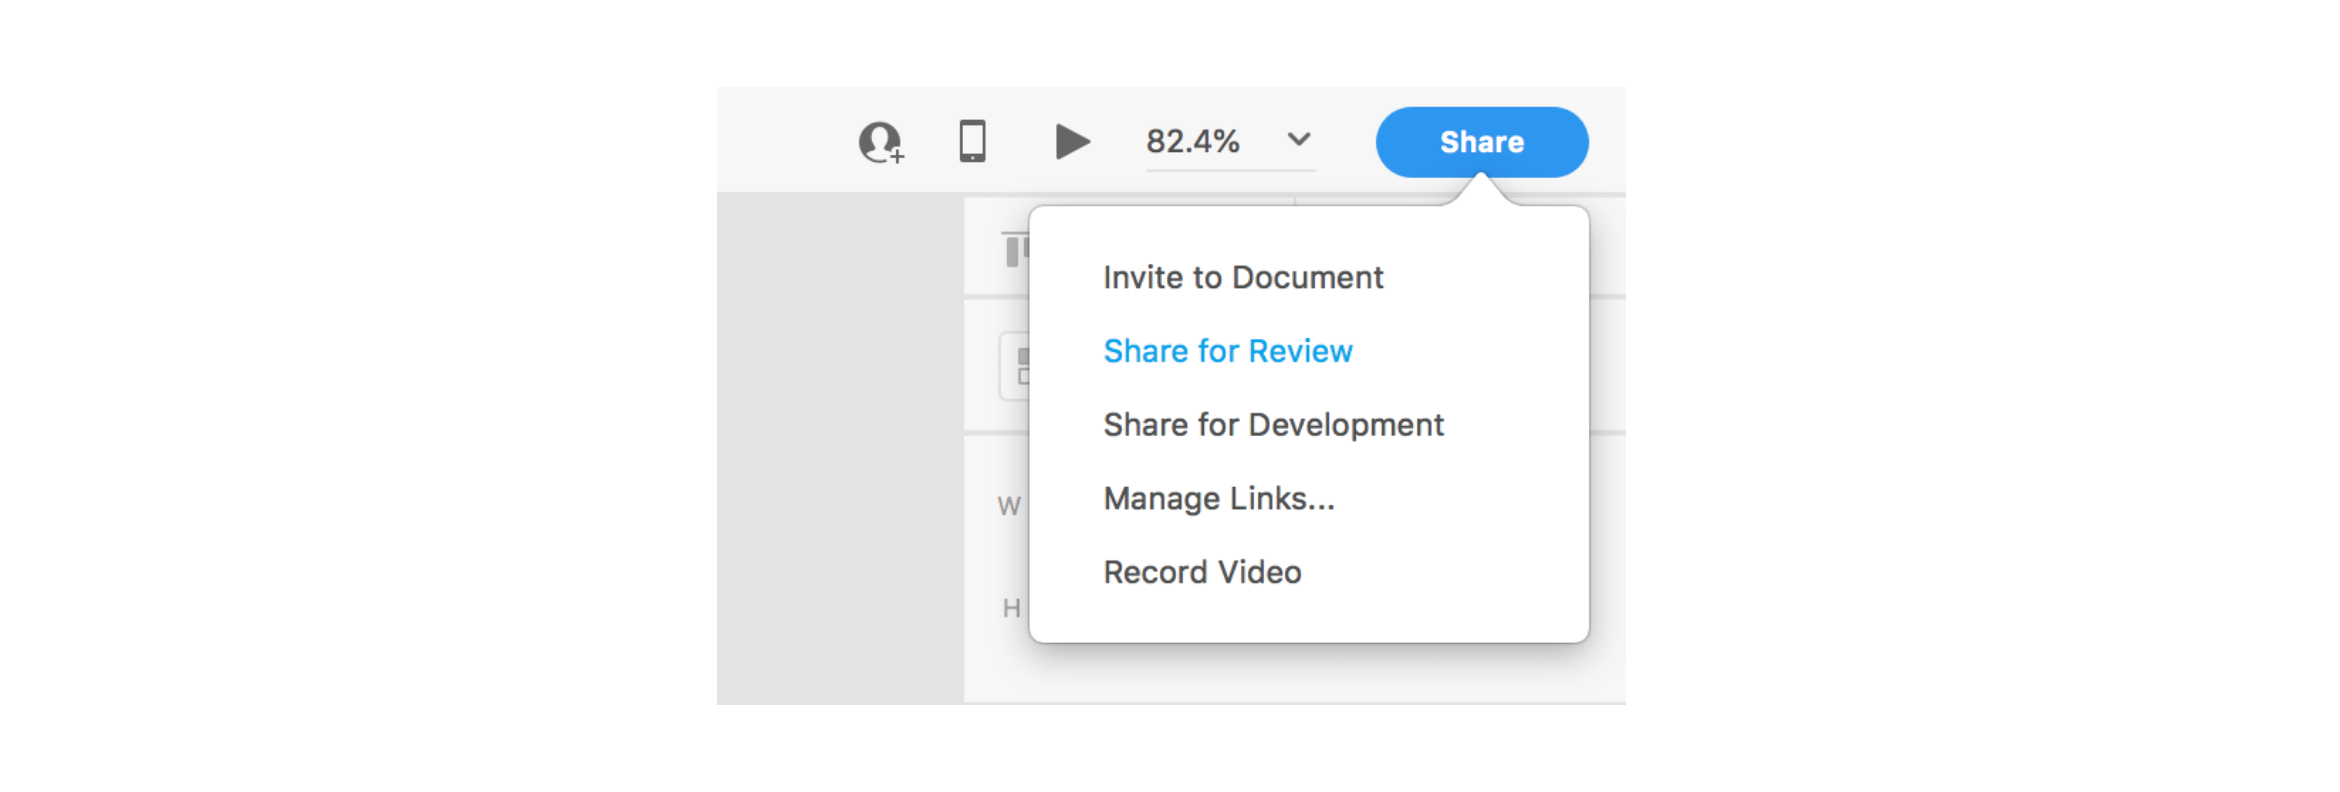 82.4%
Share
Invite to Document
Share for Review
Share for Development
Manage Links...
W
Record Video
H